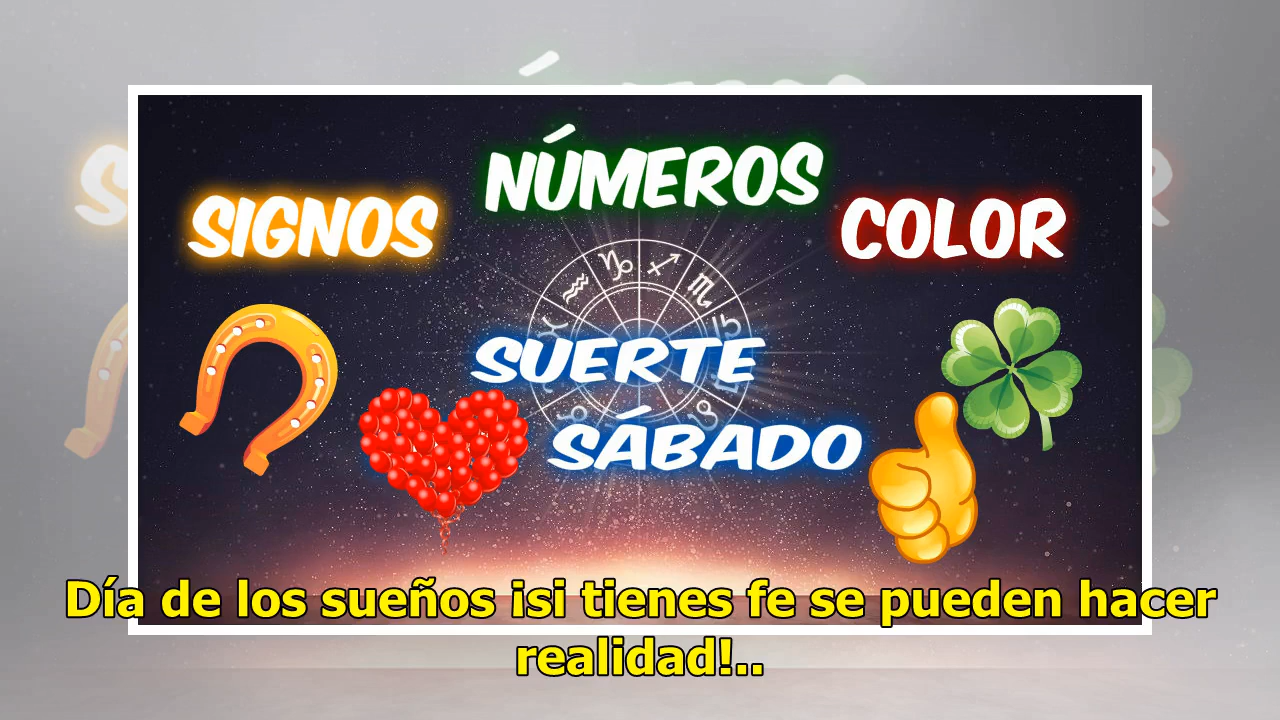 NÚMEROS
SIGNOS
COLOR
SUERTE
SÁBADO
Día de los sueños isi tienes fe se pueden hacer
realidad!..